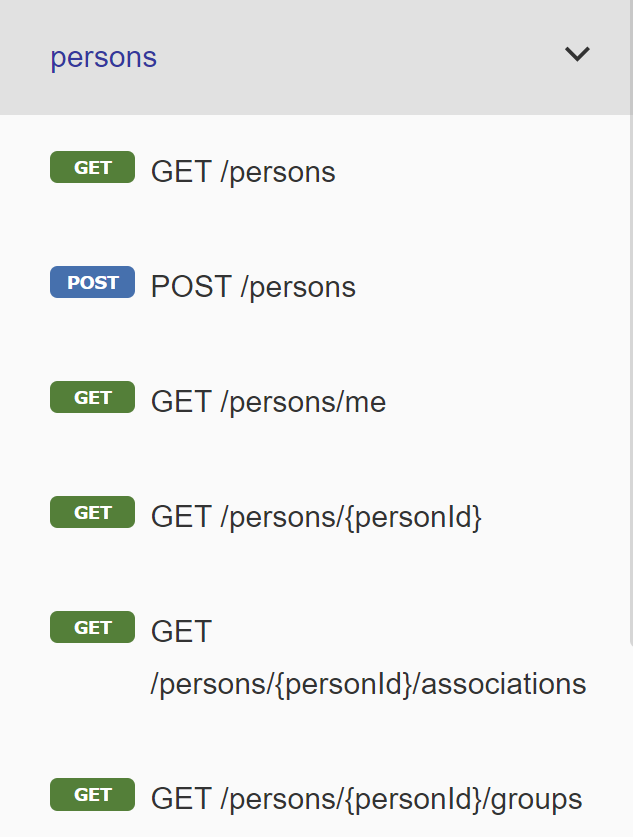 persons
GET GET /persons
POST POST /persons
GET GET /persons/me
GET GET /persons/{personId}
GET GET
/persons/{personId}/associations
GET GET /persons/{personId}/groups